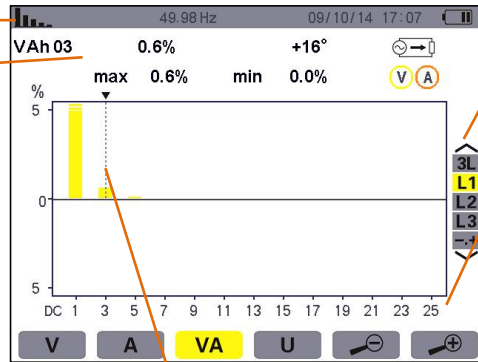 49.98 Hz 09/10/14 17:07
VAh 03 0.6% +16°
max 0.6% min 0.0% V A
%
5
0
5
DC 1 3 5 7 9 11 13 15 17 19 21 23 25
3L
L1
L2
L3
-.+
V A VA U